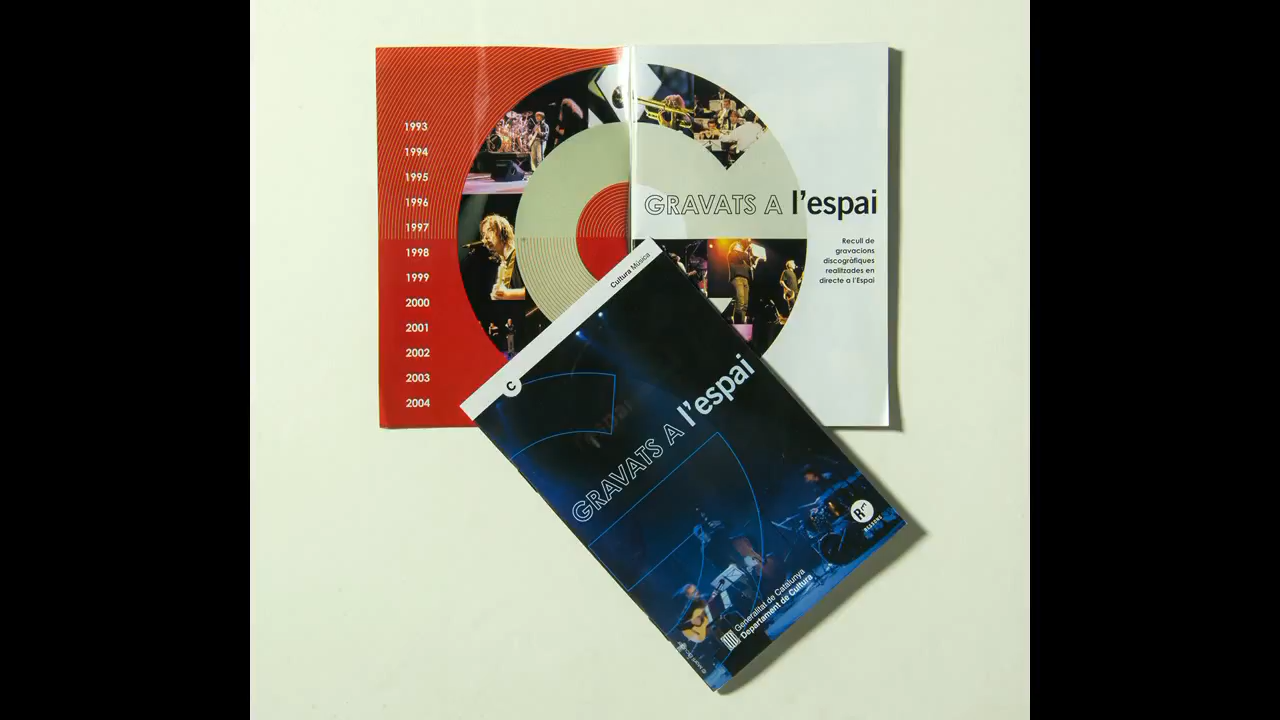 1993
1994
1995
1996
1997
1998
1999
2000
2001
2002
2003
2004
GRAVATS A l'espai
Recull de
gravacions
discogràfiques
realitzades en
directe a l'Espai
Cultura Música
C
GRAVATS A l'espai
R
RESSONS
Generalitat de Catalunya
Departament de Cultura